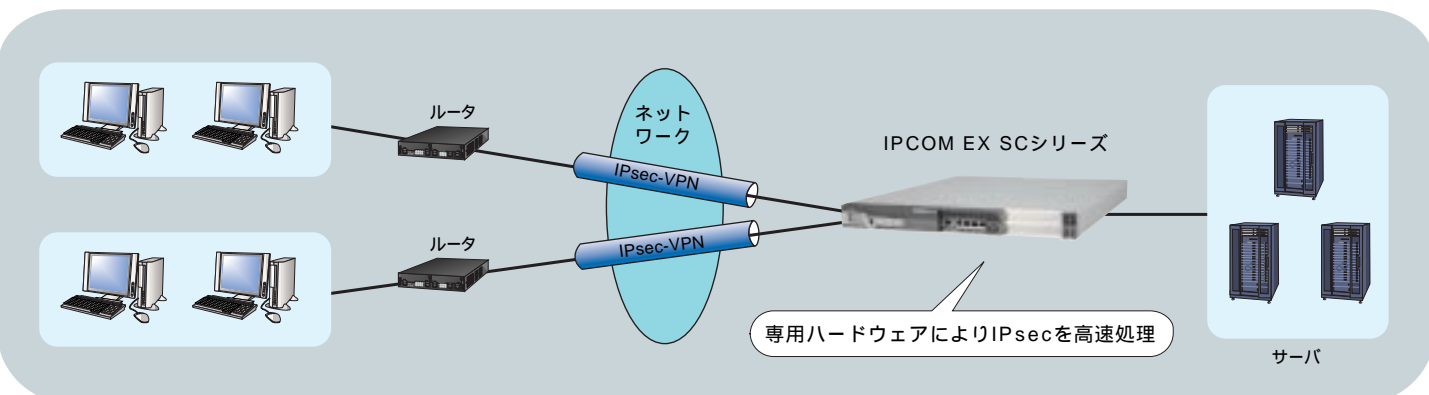 ルータ
ネット
ワーク
IPsec-VPN
IPCOM EX SCシリーズ
ルータ
IPsec-VPN
専用ハードウェアによりIPsecを高速処理
サーバ